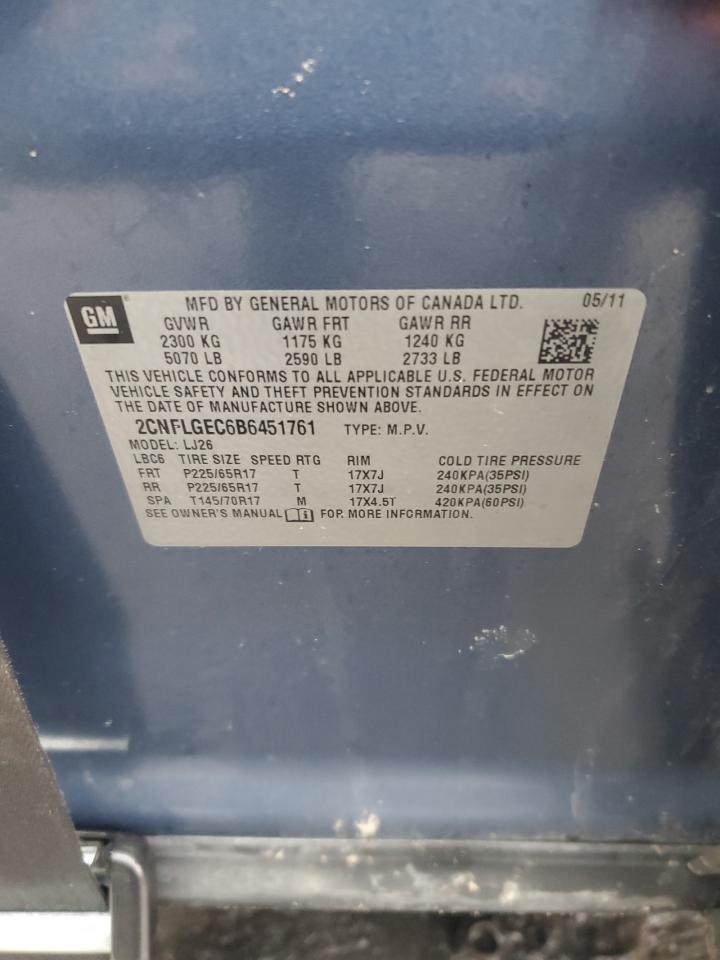 GM MFD BY GENERAL MOTORS OF CANADA LTD. 05/11
GVWR GAWR FRT GAWR RR
2300 KG 1175 KG 1240 KG
5070 LB 2590 LB 2733 LB
THIS VEHICLE CONFORMS TO ALL APPLICABLE U.S. FEDERAL MOTOR
VEHICLE SAFETY AND THEFT PREVENTION STANDARDS IN EFFECT ON
THE DATE OF MANUFACTURE SHOWN ABOVE.
2CNFLGEC6B6451761 TYPE: M.P.V.
MODEL: LJ26
LBC6 TIRE SIZE SPEED RTG RIM COLD TIRE PRESSURE
FRT P225/65R17 T 17X7J 240KPA(35PSI)
RR P225/65R17 T 17X7J 240KPA(35PSI)
SPA T145/70R17 M 17X4.5T 420KPA(60PSI)
SEE OWNER'S MANUAL FOR MORE INFORMATION.